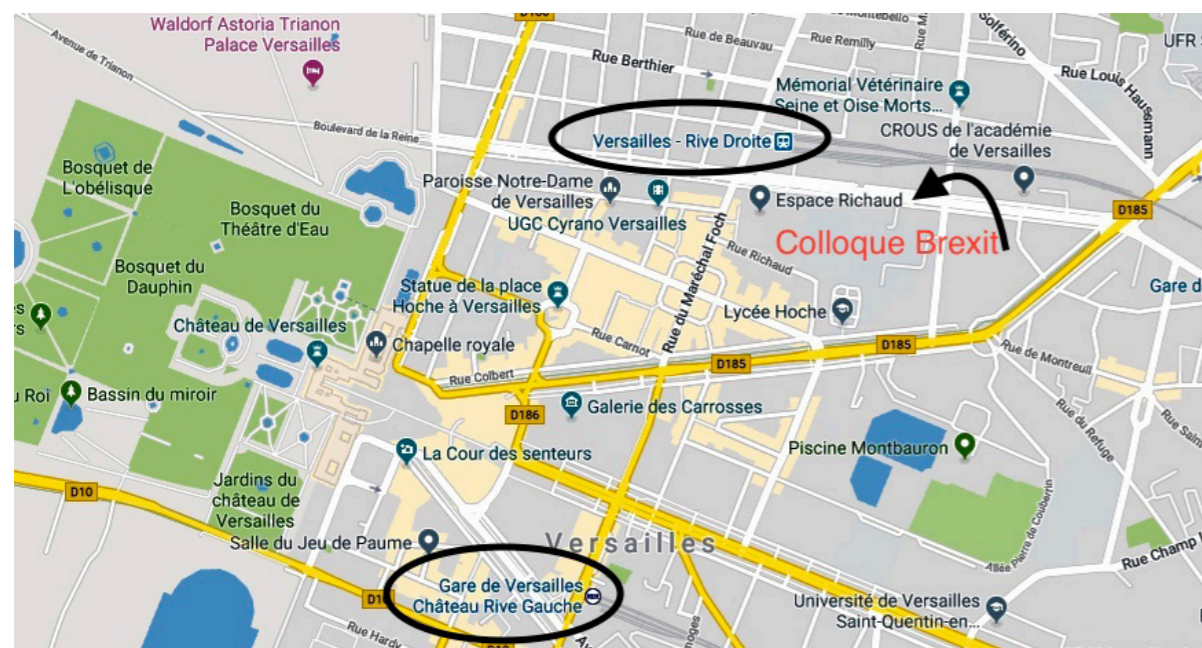 D186
Waldorf Astoria Trianon
Palace Versailles
Avenue de Trianon
Rue de Beauvau
Rue Remilly
Montebello
Solférino
UFR
Rue Berthier
Rue Louis Haussmann
Mémorial Vétérinaire
Seine et Oise Morts...
Boulevard de la Reine
Versailles - Rive Droite
CROUS de l'académie
de Versailles
Bosquet de
L'obélisque
Paroisse Notre-Dame
de Versailles
Espace Richaud
UGC Cyrano Versailles
D185
Bosquet du
Théâtre d'Eau
Colloque Brexit
Rue Richaud
Rue du Maréchal Foch
Bosquet du
Dauphin
Statue de la place
Hoche à Versailles
Gare d
Château de Versailles
Lycée Hoche
Chapelle royale
Rue Carnot
D185
D185
Rue de Montreuil
Rue Colbert
u Roi
Bassin du miroir
D186
Galerie des Carrosses
Rue du Refuge
Rue Sain
La Cour des senteurs
Piscine Montbauron
D10
Jardins du
château de
Versailles
Allée Pierre de Coubertin
Salle du Jeu de Paume
Versailles
Rue Champ L
Gare de Versailles
Château Rive Gauche
D10
Université de Versailles
Saint-Quentin-en...
Rue Hardy
D10